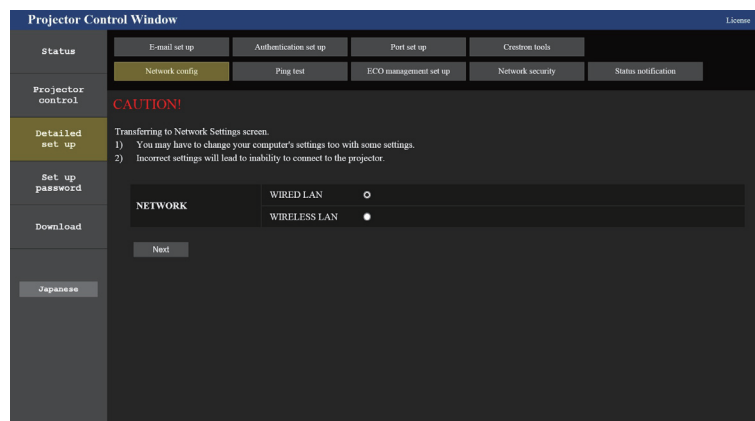 Projector Control Window
License
Status
Projector
control
Detailed
set up
Set up
password
Download
Japanese
E-mail set up
Authentication set up
Port set up
Crestron tools
Network config
Ping test
ECO management set up
Network security
Status notification
CAUTION!
Transferring to Network Settings screen.
1) You may have to change your computer's settings too with some settings.
2) Incorrect settings will lead to inability to connect to the projector.
NETWORK
WIRED LAN
WIRELESS LAN
Next